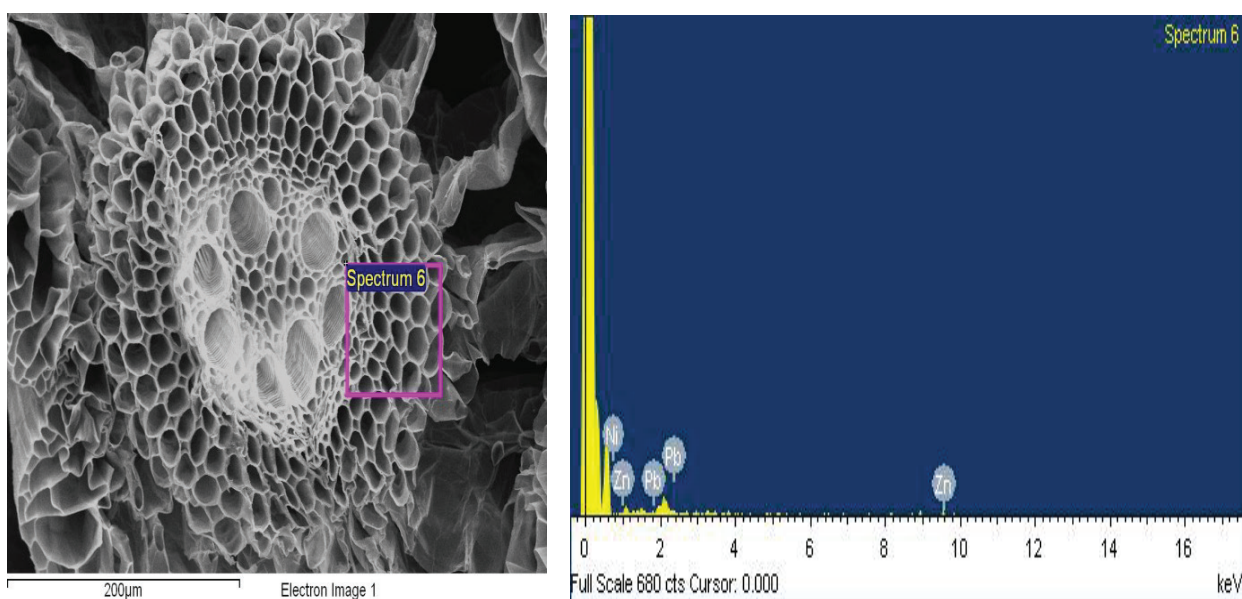 Spectrum 6
200µm
Electron Image 1
Spectrum 6
Ni
Zn
Pb
Pb
Zn
0 2 4 6 8 10 12 14 16
Full Scale 680 cts Cursor: 0.000
keV